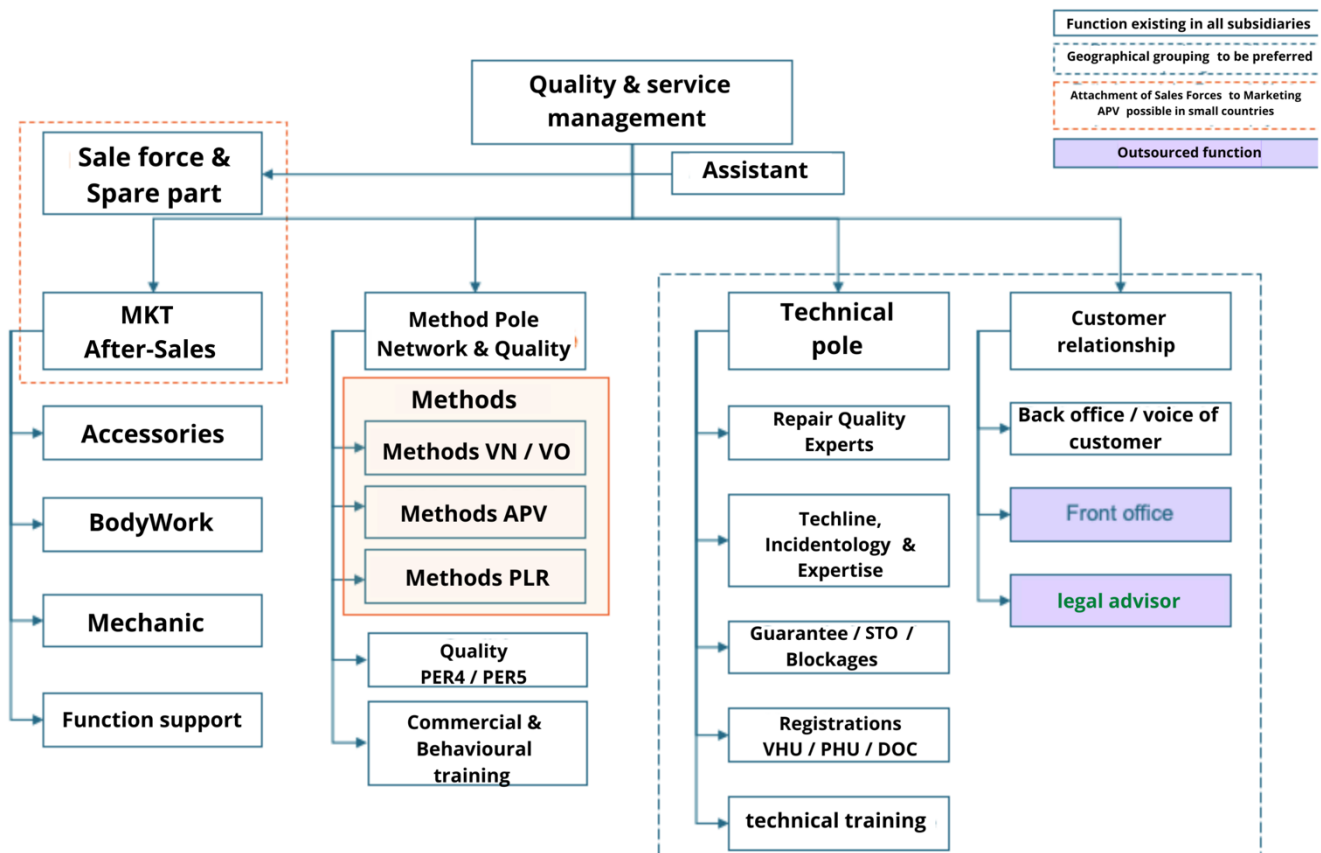 Function existing in all subsidiaries
Geographical grouping to be preferred
Attachment of Sales Forces to Marketing
APV possible in small countries
Outsourced function
Quality & service
management
Assistant
Sale force &
Spare part
MKT
After-Sales
Accessories
BodyWork
Mechanic
Function support
Method Pole
Network & Quality
Methods
Methods VN / VO
Methods APV
Methods PLR
Quality
PER4 / PER5
Commercial &
Behavioural
training
Technical
pole
Repair Quality
Experts
Techline,
Incidentology &
Expertise
Guarantee / STO /
Blockages
Registrations
VHU / PHU / DOC
technical training
Customer
relationship
Back office / voice of
customer
Front office
legal advisor